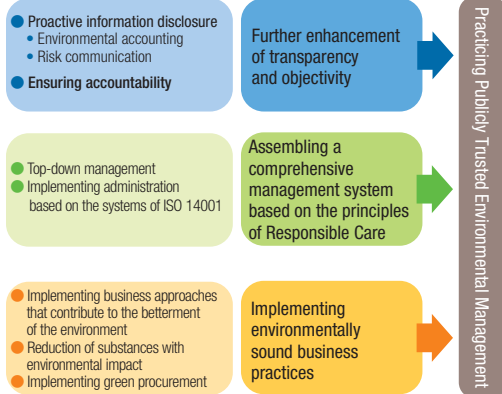 Proactive information disclosure
• Environmental accounting
• Risk communication
Ensuring accountability
Further enhancement
of transparency
and objectivity
Top-down management
Implementing administration
based on the systems of ISO 14001
Assembling a
comprehensive
management system
based on the principles
of Responsible Care
Implementing business approaches
that contribute to the betterment
of the environment
Reduction of substances with
environmental impact
Implementing green procurement
Implementing
environmentally
sound business
practices
Practicing Publicly Trusted Environmental Management